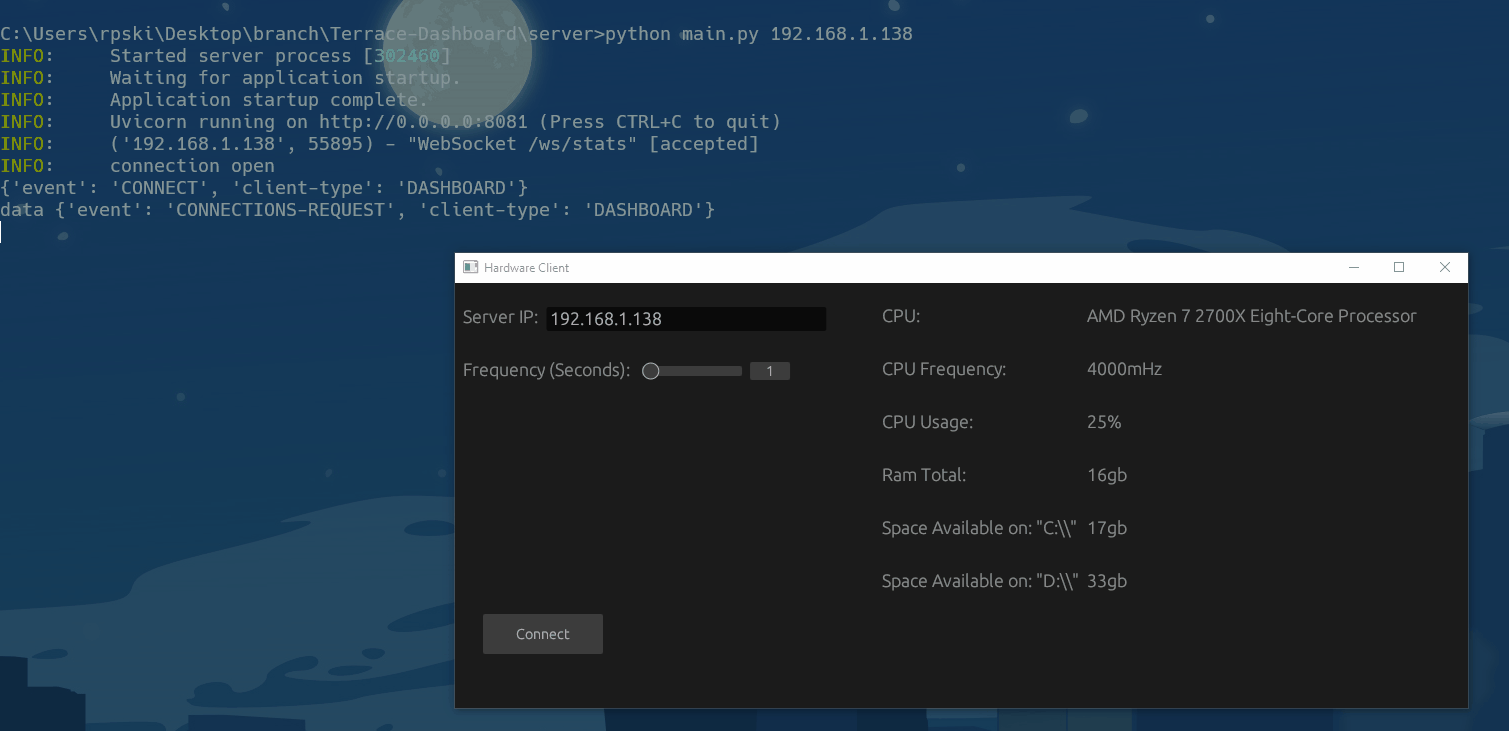 C:\Users\rpski\Desktop\branch\Terrace-Dashboard\server>python main.py 192.168.1.138
INFO:     Started server process [302460]
INFO:     Waiting for application startup.
INFO:     Application startup complete.
INFO:     Uvicorn running on http://0.0.0.0:8081 (Press CTRL+C to quit)
INFO:     ('192.168.1.138', 55895) - "WebSocket /ws/stats" [accepted]
INFO:     connection open
{'event': 'CONNECT', 'client-type': 'DASHBOARD'}
data {'event': 'CONNECTIONS-REQUEST', 'client-type': 'DASHBOARD'}
Hardware Client
Server IP: 192.168.1.138
Frequency (Seconds): 1
CPU: AMD Ryzen 7 2700X Eight-Core Processor
CPU Frequency: 4000mHz
CPU Usage: 25%
Ram Total: 16gb
Space Available on: "C:\\" 17gb
Space Available on: "D:\\" 33gb
Connect